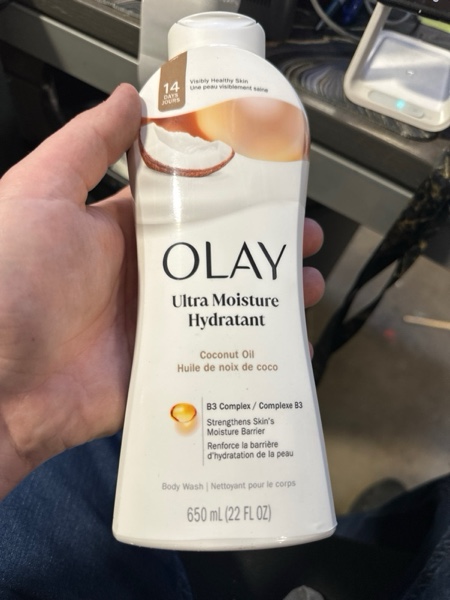 14
DAYS
JOURS
Visibly Healthy Skin
Une peau visiblement saine
OLAY
Ultra Moisture
Hydratant
Coconut Oil
Huile de noix de coco
B3 Complex / Complexe B3
Strengthens Skin's
Moisture Barrier
Renforce la barrière
d'hydratation de la peau
Body Wash | Nettoyant pour le corps
650 mL (22 FL OZ)